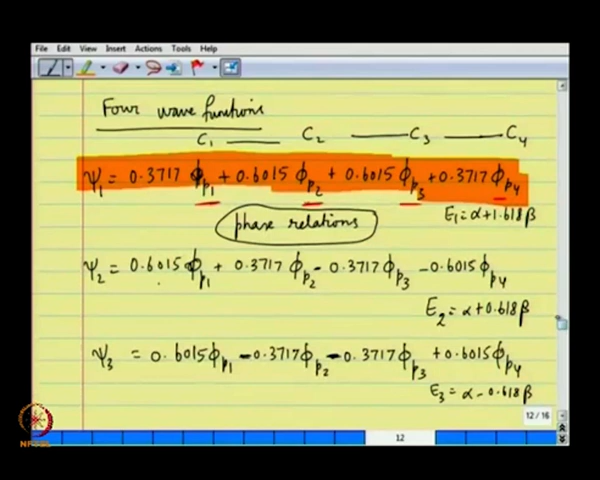 File Edit View Insert Actions Tools Help
Four wave functions
C₁ —— C₂ —— C₃ —— C₄
Ψ₁ = 0.3717 ϕₚ₁ + 0.6015 ϕₚ₂ + 0.6015 ϕₚ₃ + 0.3717 ϕₚ₄
E₁ = α + 1.618 β
phase relations
Ψ₂ = 0.6015 ϕₚ₁ + 0.3717 ϕₚ₂ - 0.3717 ϕₚ₃ - 0.6015 ϕₚ₄
E₂ = α + 0.618 β
Ψ₃ = 0.6015 ϕₚ₁ - 0.3717 ϕₚ₂ - 0.3717 ϕₚ₃ + 0.6015 ϕₚ₄
E₃ = α - 0.618 β
12 / 16
NPTEL
12